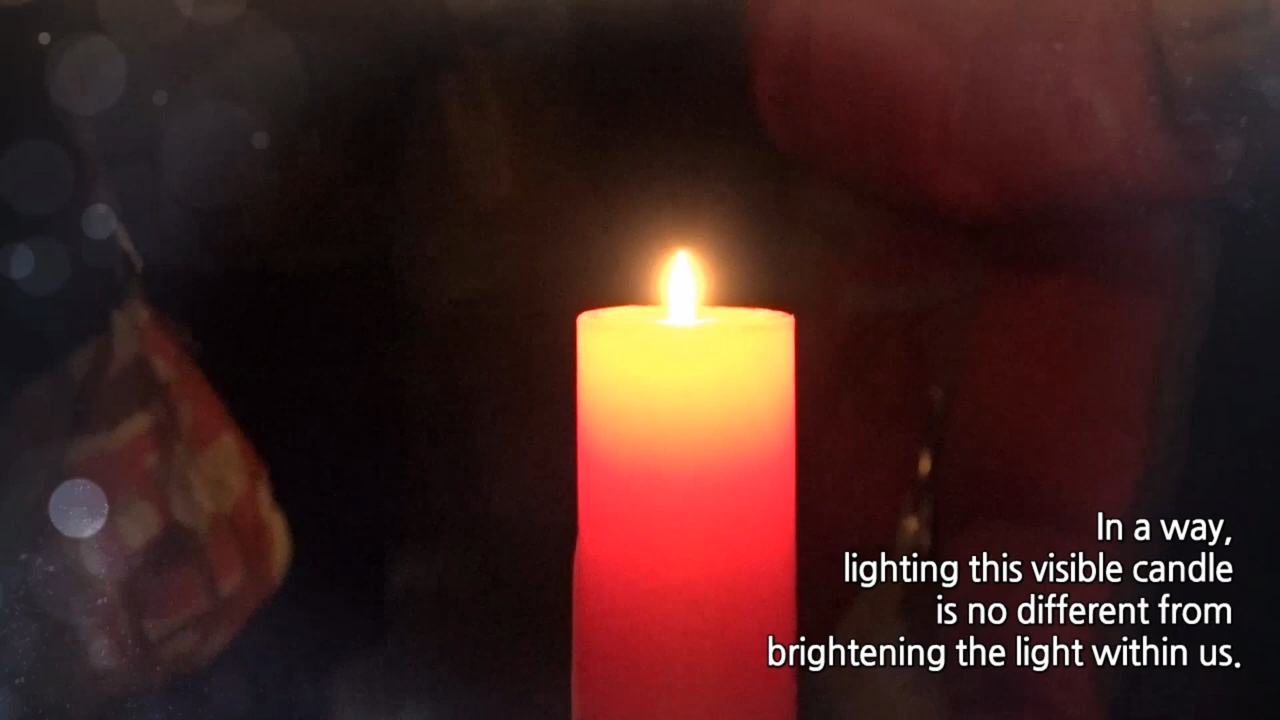 In a way,
lighting this visible candle
is no different from
brightening the light within us.